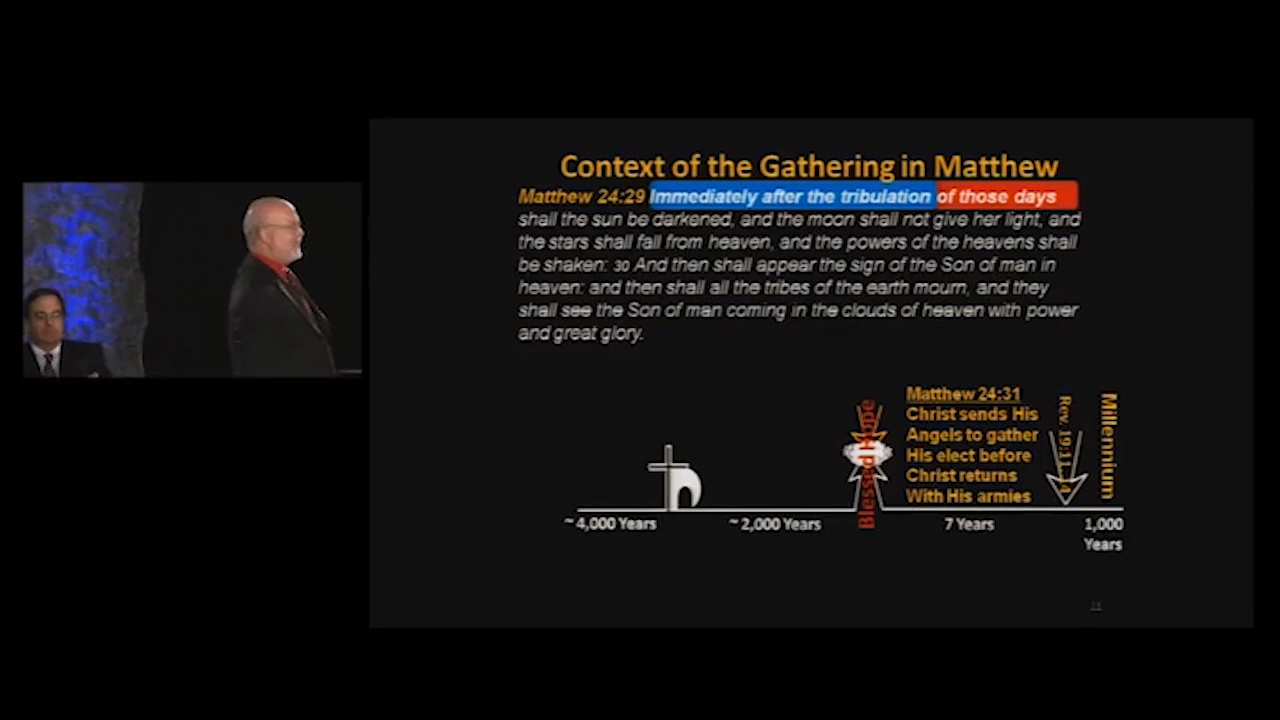 Context of the Gathering in Matthew
Matthew 24:29 Immediately after the tribulation of those days
shall the sun be darkened, and the moon shall not give her light, and
the stars shall fall from heaven, and the powers of the heavens shall
be shaken: 30 And then shall appear the sign of the Son of man in
heaven: and then shall all the tribes of the earth mourn, and they
shall see the Son of man coming in the clouds of heaven with power
and great glory.
Blessed Hope
Matthew 24:31
Christ sends His
Angels to gather
His elect before
Christ returns
With His armies
Rev. 19:11-14
Millennium
~ 4,000 Years
~ 2,000 Years
7 Years
1,000
Years